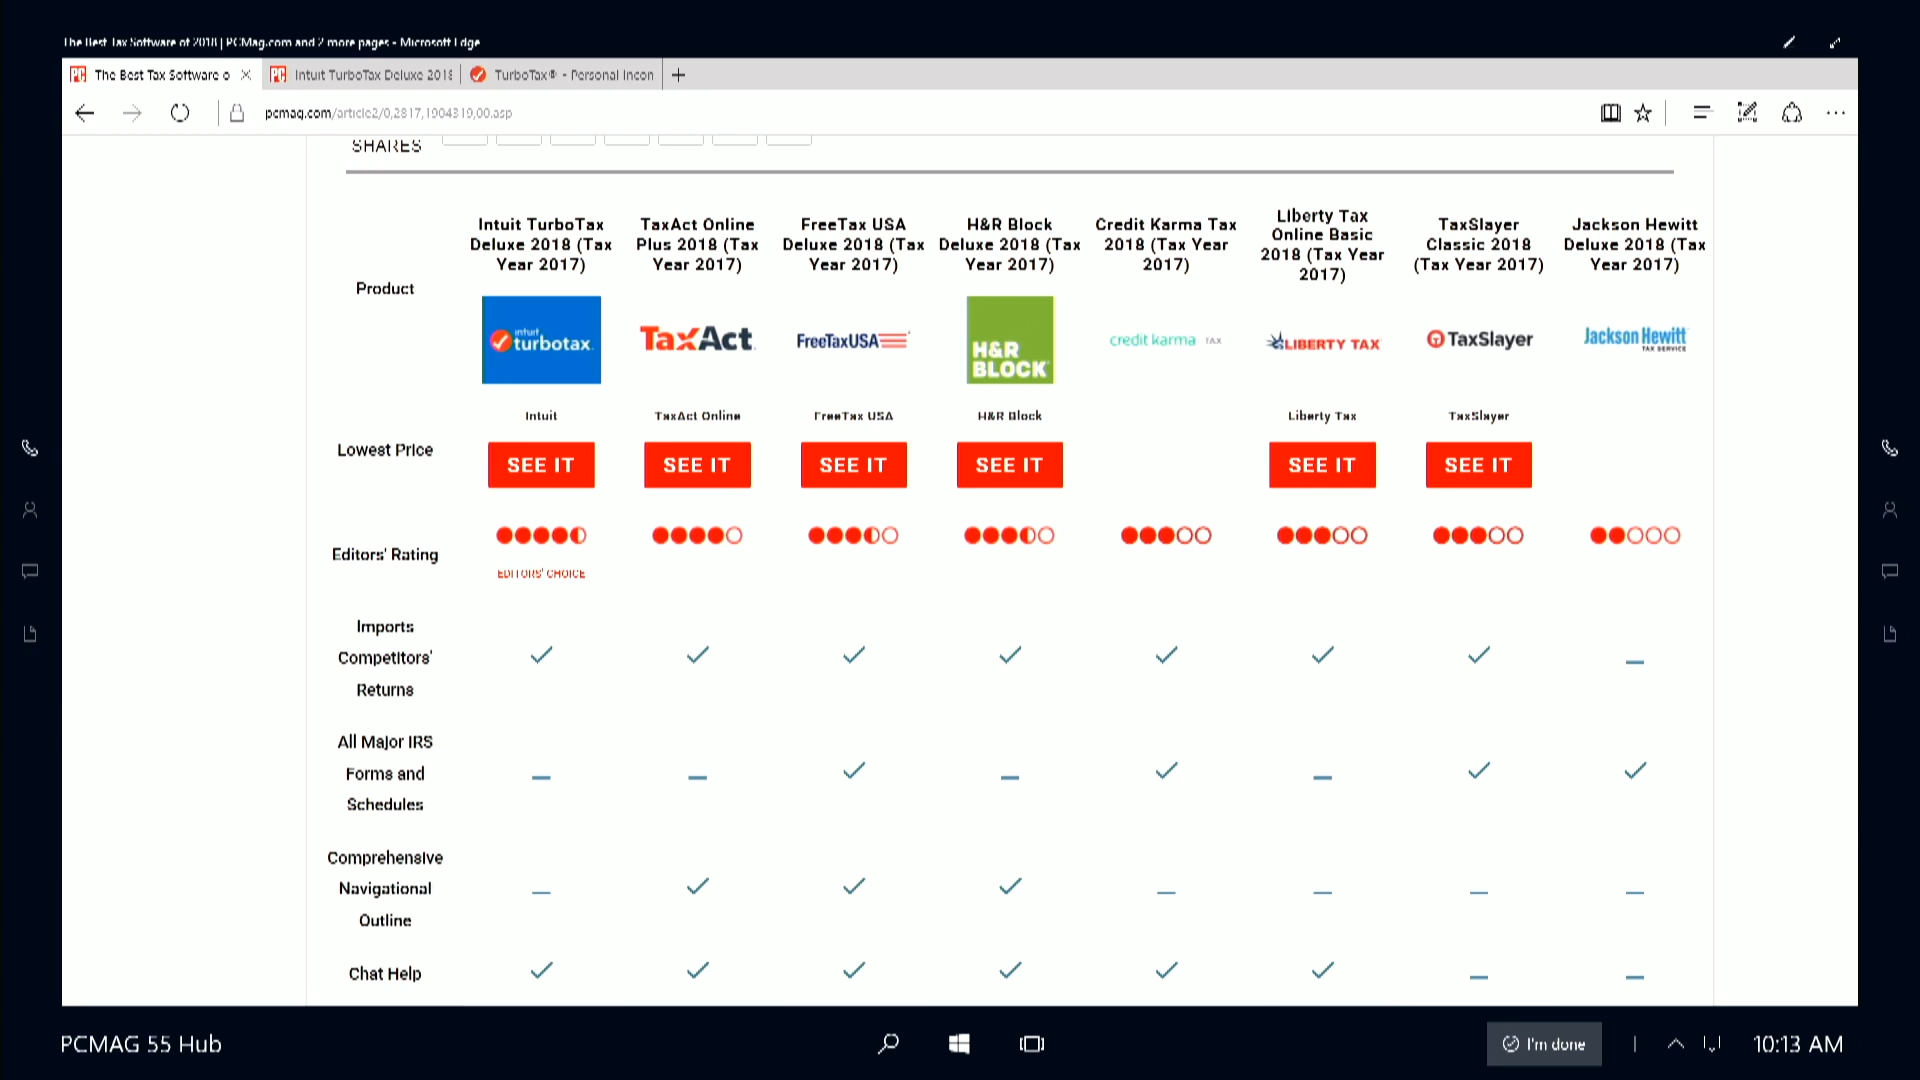 The Best Tax Software of 2018 | PCMag.com and 2 more pages - Microsoft Edge
PC The Best Tax Software o
PC Intuit TurboTax Deluxe 2018
TurboTax® - Personal Incon
pcmag.com/article2/0,2817,1904319,00.asp
SHARES
Product
Intuit TurboTax
Deluxe 2018 (Tax
Year 2017)
TaxAct Online
Plus 2018 (Tax
Year 2017)
FreeTax USA
Deluxe 2018 (Tax
Year 2017)
H&R Block
Deluxe 2018 (Tax
Year 2017)
Credit Karma Tax
2018 (Tax Year
2017)
Liberty Tax
Online Basic
2018 (Tax Year
2017)
TaxSlayer
Classic 2018
(Tax Year 2017)
Jackson Hewitt
Deluxe 2018 (Tax
Year 2017)
intuit
turbotax.
TaxAct
FreeTaxUSA
H&R
BLOCK
credit karma TAX
LIBERTY TAX
TaxSlayer
Jackson Hewitt
TAX SERVICE
Lowest Price
Intuit
SEE IT
TaxAct Online
SEE IT
FreeTax USA
SEE IT
H&R Block
SEE IT
Liberty Tax
SEE IT
TaxSlayer
SEE IT
Editors' Rating
EDITORS' CHOICE
Imports
Competitors'
Returns
All Major IRS
Forms and
Schedules
Comprehensive
Navigational
Outline
Chat Help
PCMAG 55 Hub
I'm done
10:13 AM